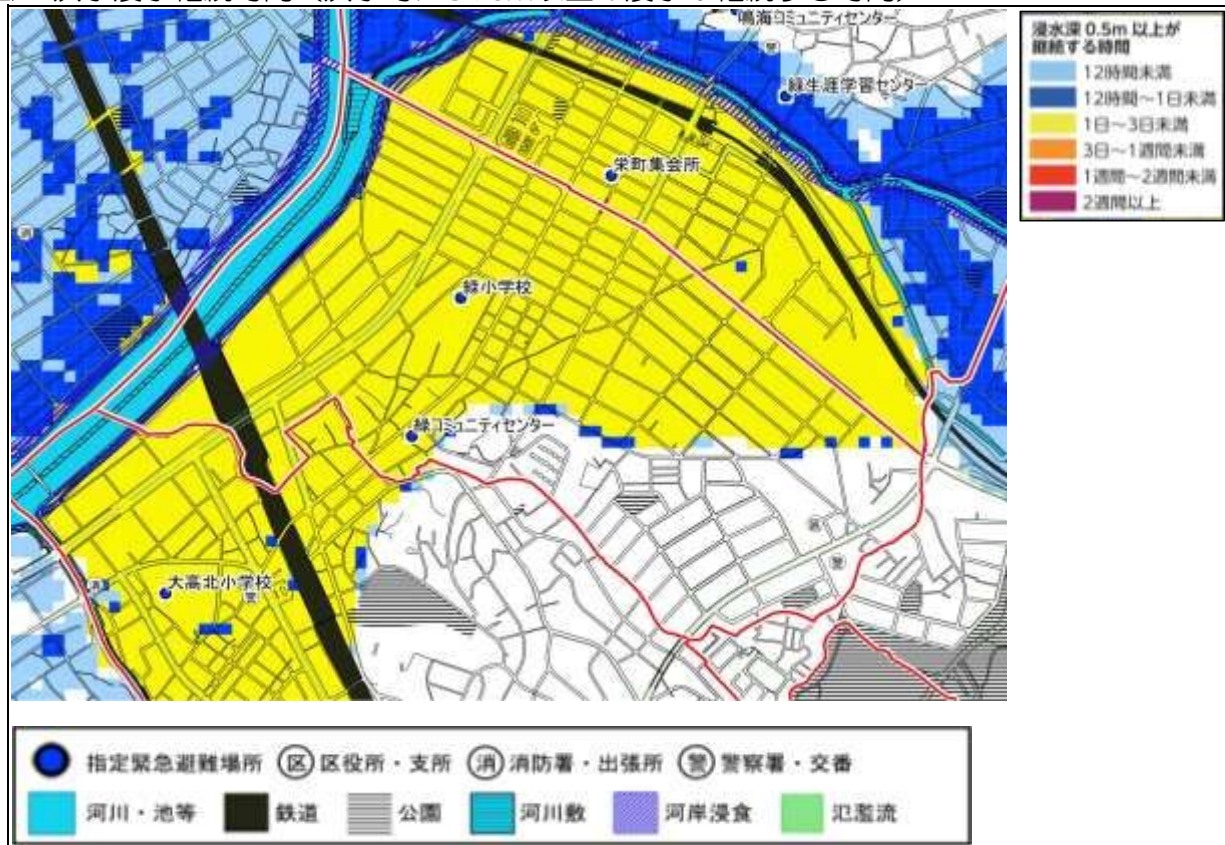 浸水深 0.5m 以上が
継続する時間
12時間未満
12時間～1日未満
1日～3日未満
3日～1週間未満
1週間～2週間未満
2週間以上
鳴海コミュニティセンター
緑生涯学習センター
栄町集会所
緑小学校
緑コミュニティセンター
大高北小学校
消
警
区
警
消
警
指定緊急避難場所 区 区役所・支所 消 消防署・出張所 警 警察署・交番
河川・池等 鉄道 公園 河川敷 河岸浸食 氾濫流